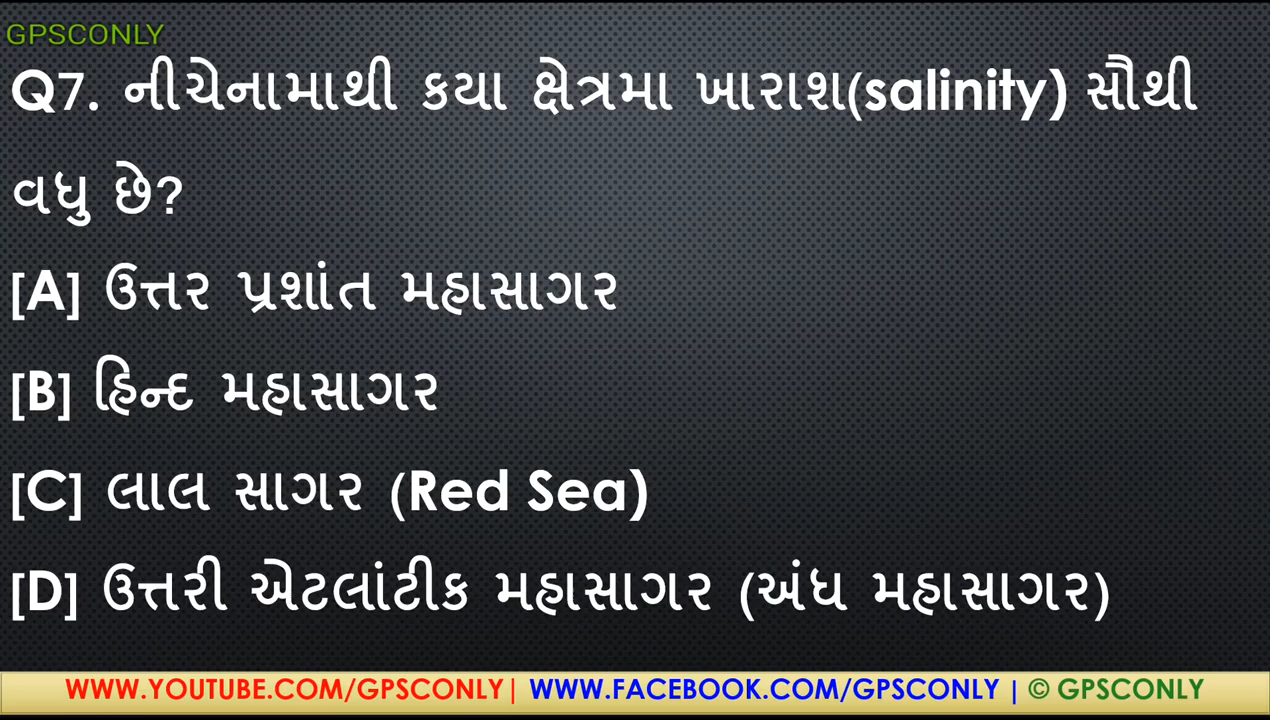 GPSCONLY
Q7. નીચેનામાથી કયા ક્ષેત્રમા ખારાશ(salinity) સૌથી
વધુ છે?
[A] ઉત્તર પ્રશાંત મહાસાગર
[B] હિન્દ મહાસાગર
[C] લાલ સાગર (Red Sea)
[D] ઉત્તરી એટલાંટીક મહાસાગર (અંધ મહાસાગર)
WWW.YOUTUBE.COM/GPSCONLY| WWW.FACEBOOK.COM/GPSCONLY | © GPSCONLY